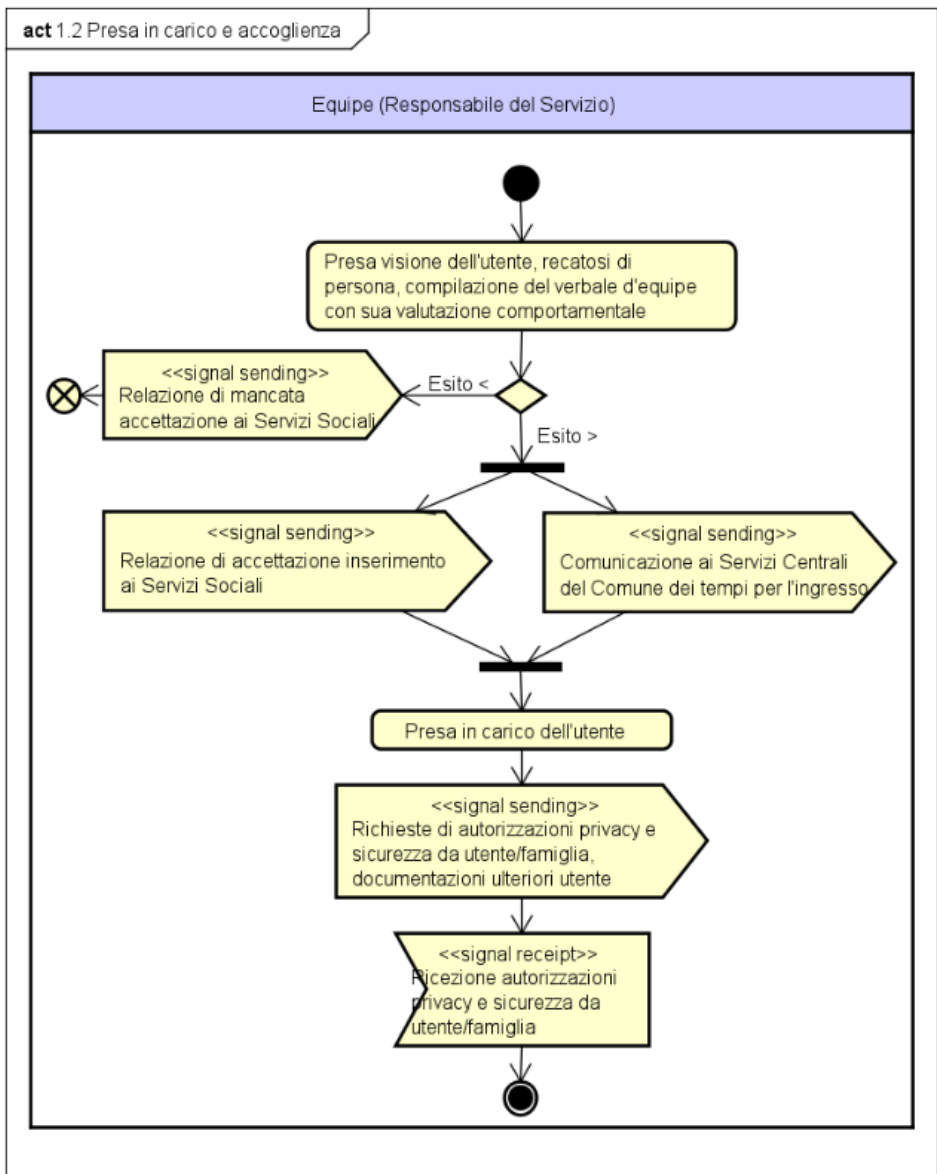 act 1.2 Presa in carico e accoglienza
Equipe (Responsabile del Servizio)
Presa visione dell'utente, recatosi di
persona, compilazione del verbale d'equipe
con sua valutazione comportamentale
<<signal sending>>
Relazione di mancata
accettazione ai Servizi Sociali
Esito <
Esito >
<<signal sending>>
Relazione di accettazione inserimento
ai Servizi Sociali
<<signal sending>>
Comunicazione ai Servizi Centrali
del Comune dei tempi per l'ingresso
Presa in carico dell'utente
<<signal sending>>
Richieste di autorizzazioni privacy e
sicurezza da utente/famiglia,
documentazioni ulteriori utente
<<signal receipt>>
Ricezione autorizzazioni
privacy e sicurezza da
utente/famiglia